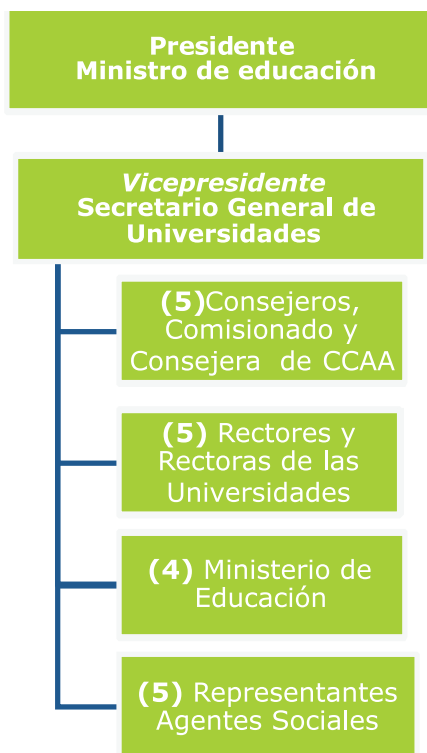 Presidente
Ministro de educación
Vicepresidente
Secretario General de
Universidades
(5)Consejeros,
Comisionado y
Consejera de CCAA
(5) Rectores y
Rectoras de las
Universidades
(4) Ministerio de
Educación
(5) Representantes
Agentes Sociales